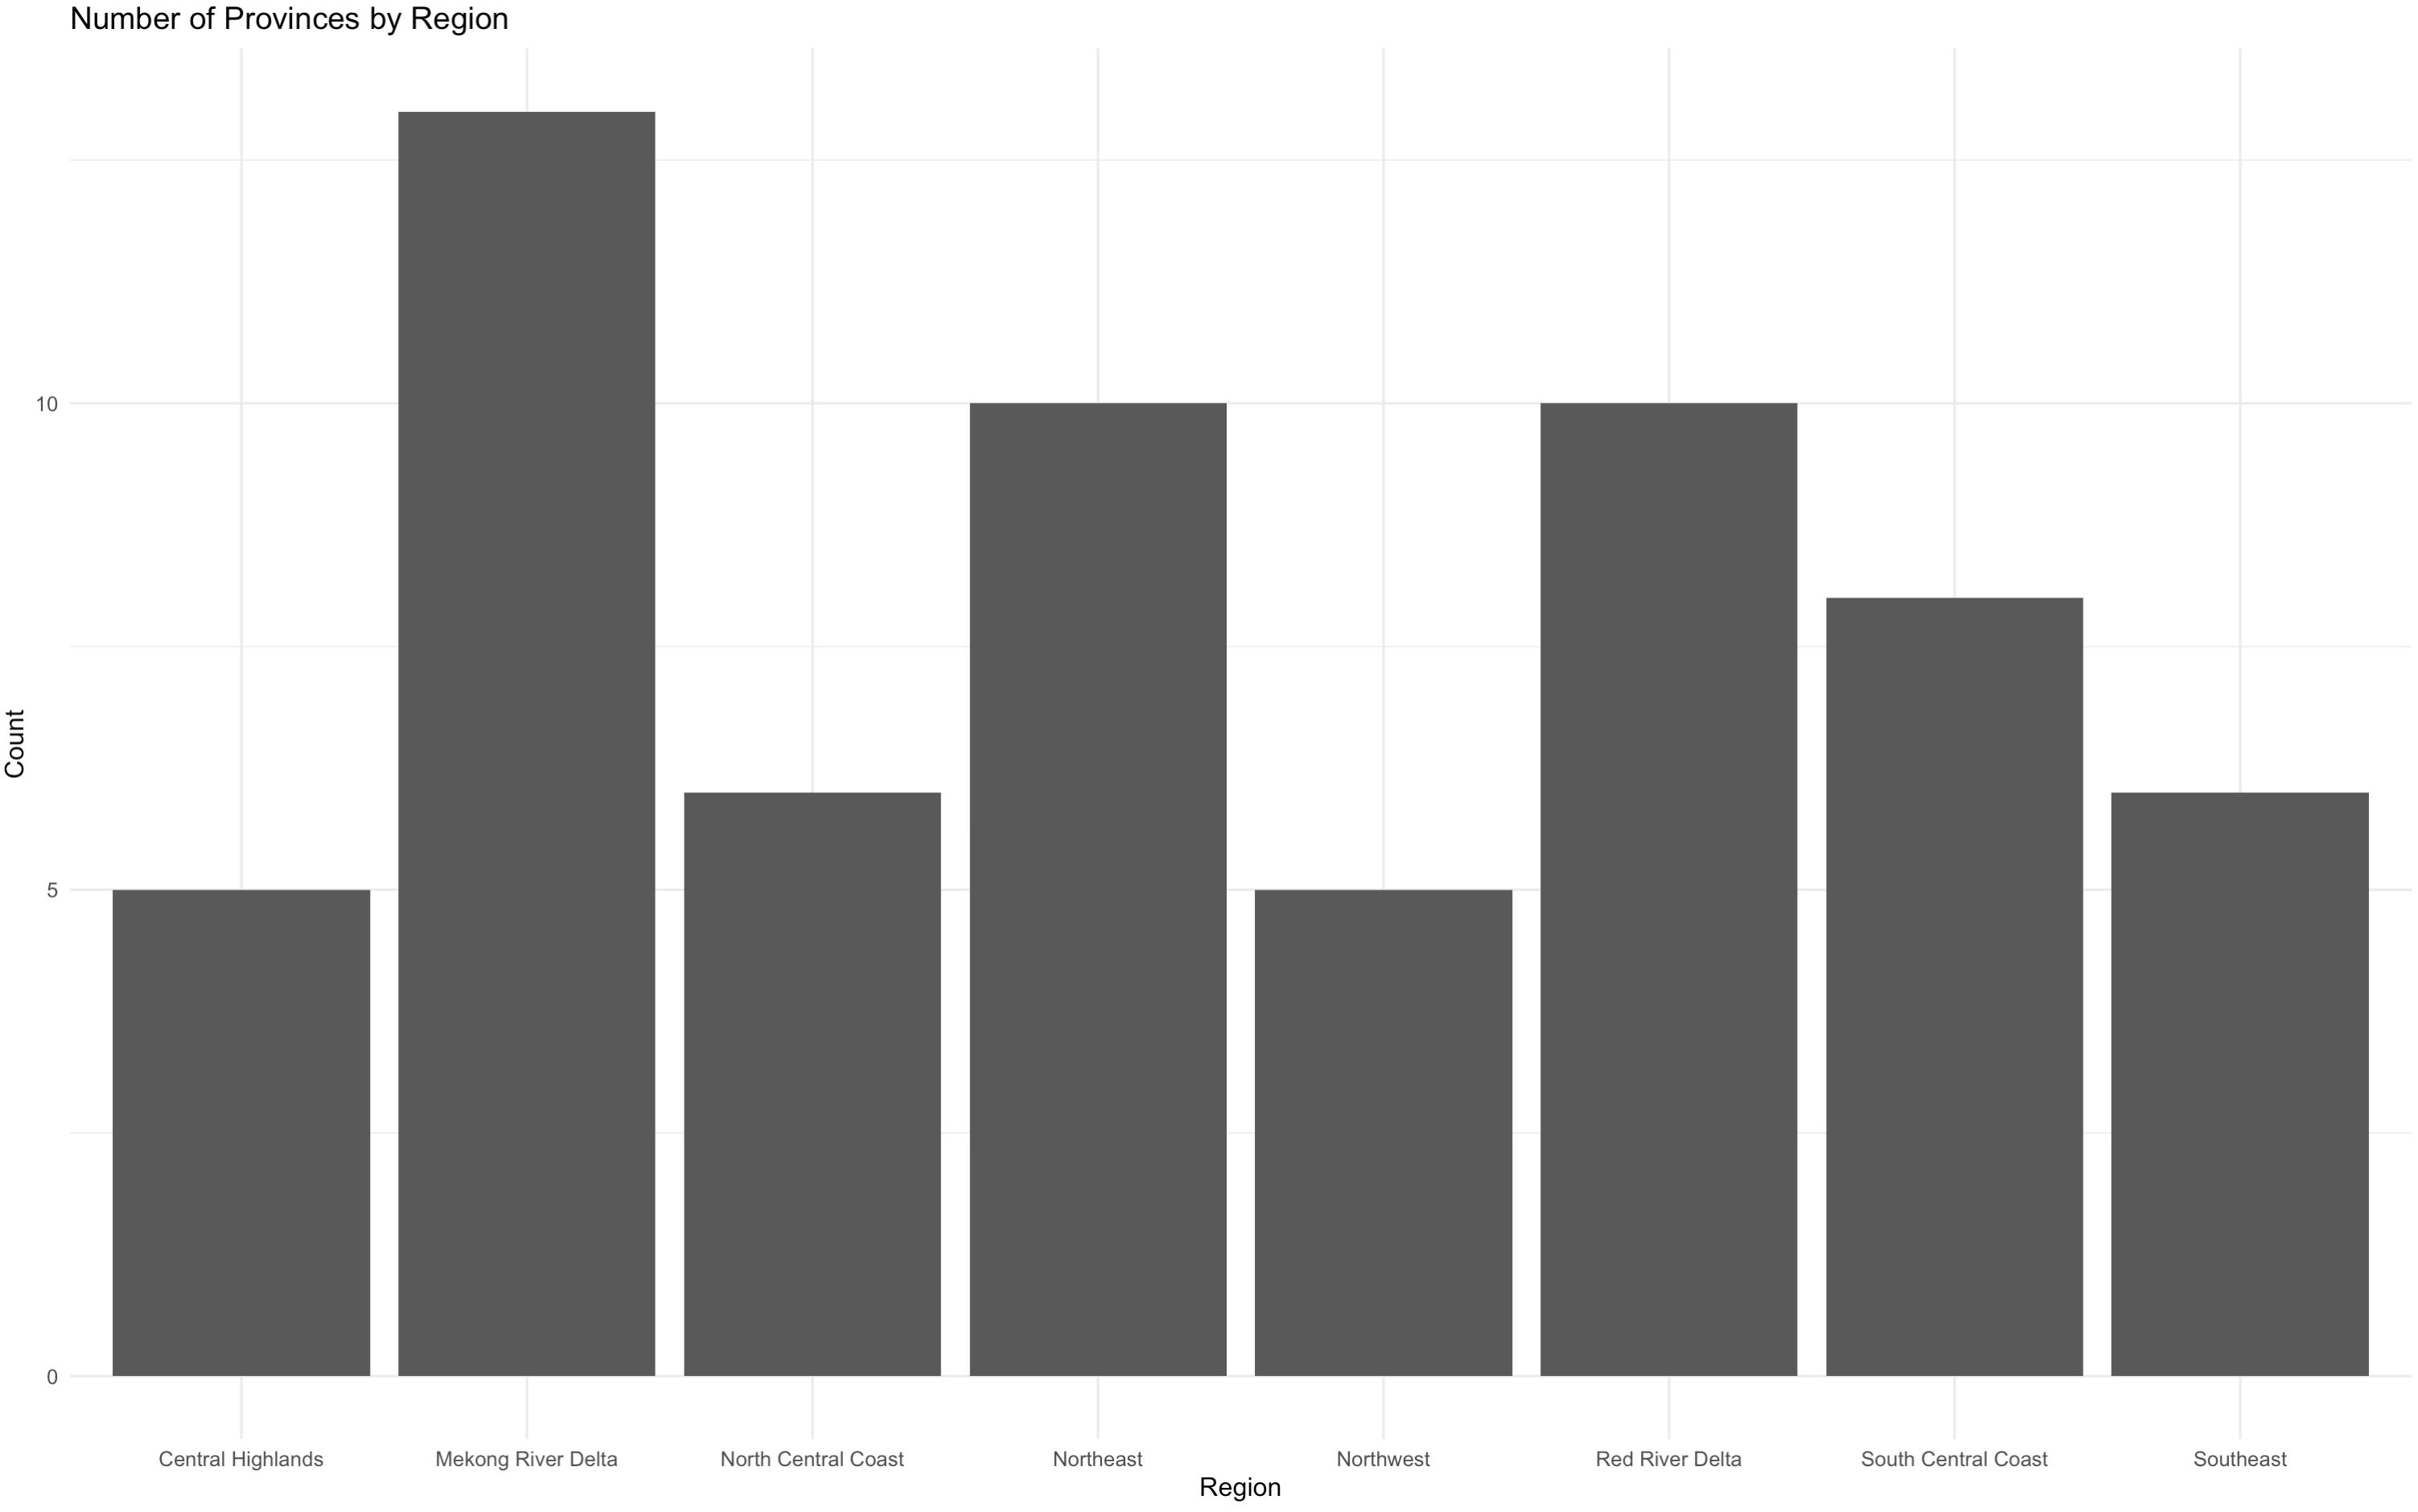 Number of Provinces by Region
Count
10
5
0
Central Highlands
Mekong River Delta
North Central Coast
Northeast
Northwest
Red River Delta
South Central Coast
Southeast
Region